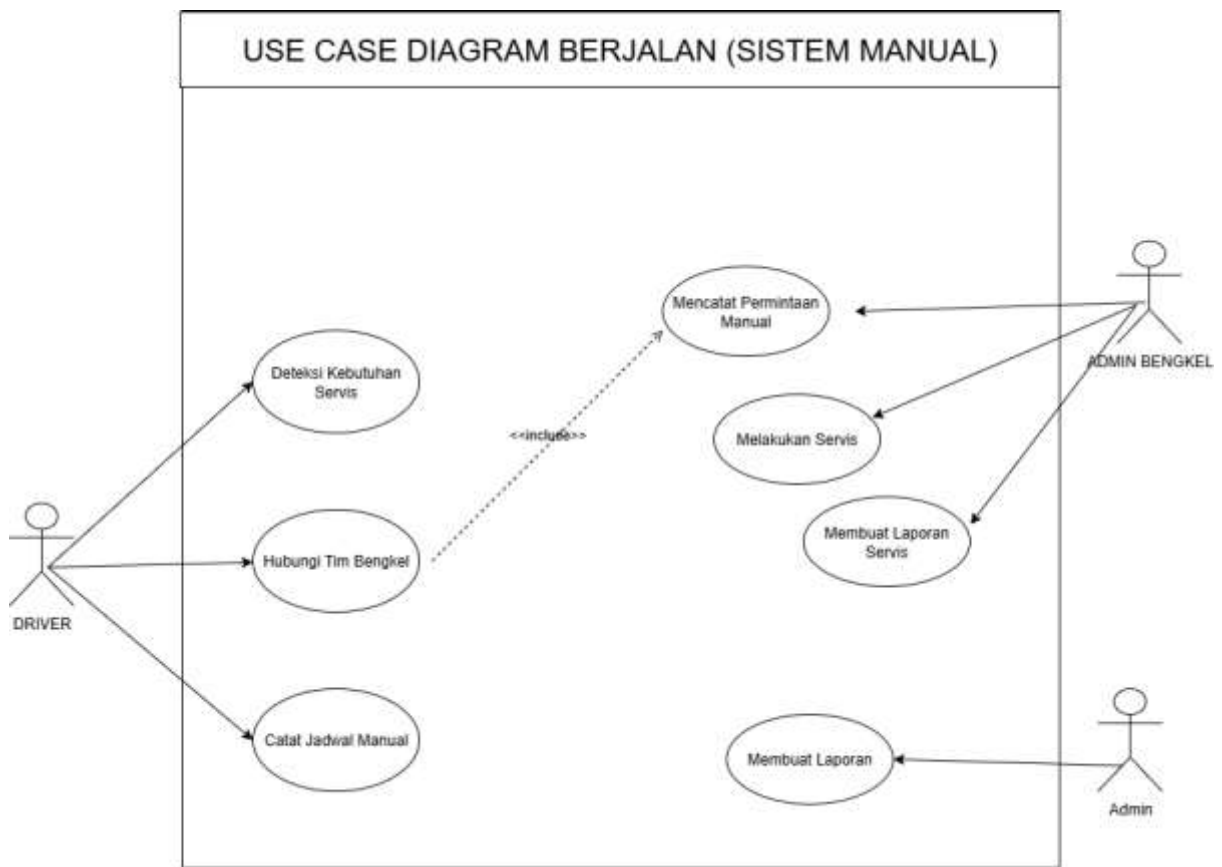 USE CASE DIAGRAM BERJALAN (SISTEM MANUAL)
Mencatat Permintaan
Manual
ADMIN BENGKEL
Deteksi Kebutuhan
Servis
<<include>>
Melakukan Servis
Membuat Laporan
Servis
Hubungi Tim Bengkel
DRIVER
Catat Jadwal Manual
Membuat Laporan
Admin